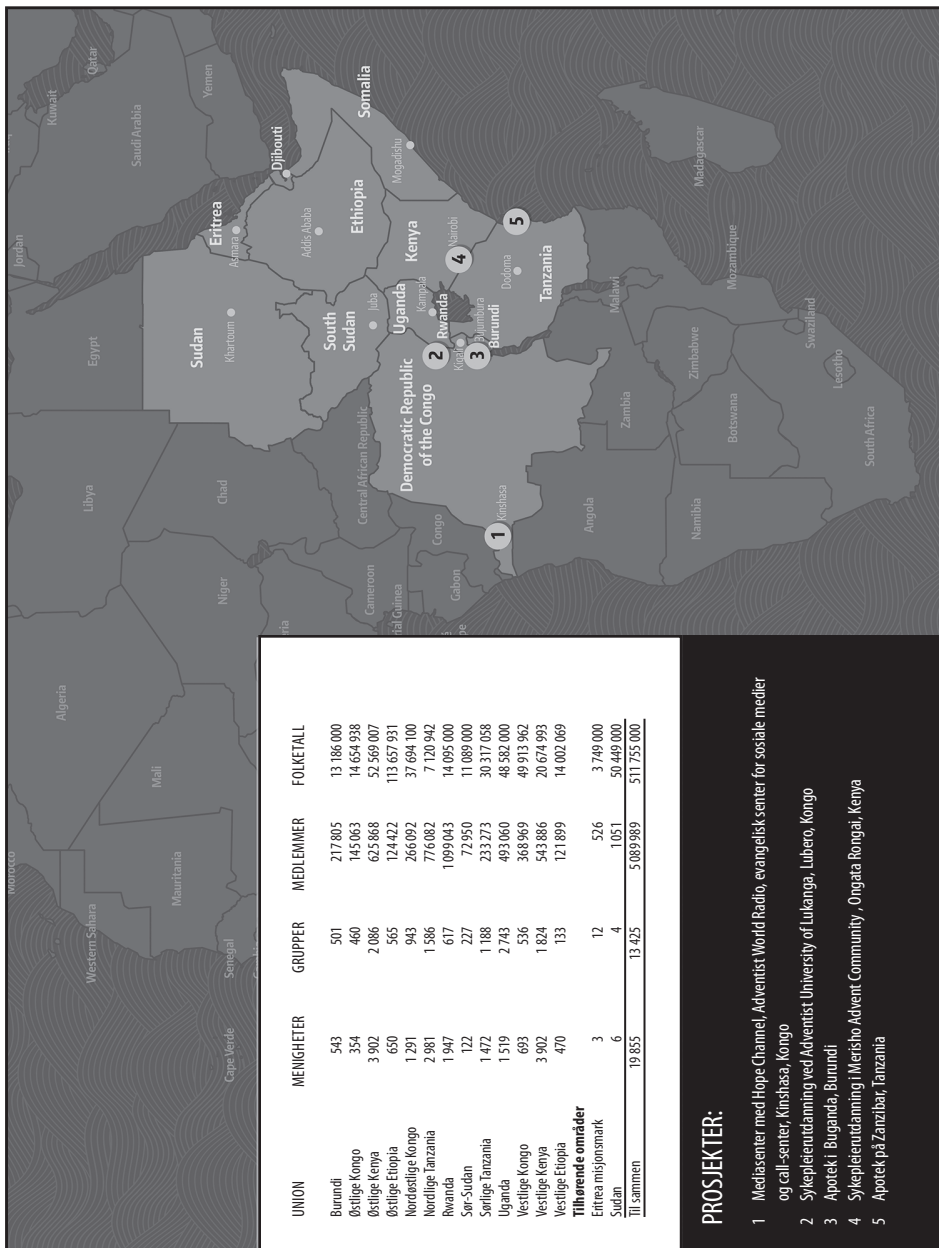 Morocco
Algeria
Libya
Egypt
Jordan
Kuwait
Qatar
Saudi Arabia
Yemen
Western Sahara
Mauritania
Mali
Niger
Chad
Sudan
Khartoum
Eritrea
Asmara
Djibouti
Cape Verde
Senegal
Cameroon
Central African Republic
South
Sudan
Juba
Ethiopia
Addis Ababa
Somalia
Mogadishu
rial Guinea
Gabon
Congo
Democratic Republic
of the Congo
Kinshasa
Uganda
Kampala
Kenya
Nairobi
Rwanda
Kigali
Bujumbura
Burundi
Dodoma
Tanzania
1
2
3
4
5
Angola
Zambia
Malawi
Mozambique
Madagascar
Namibia
Botswana
Zimbabwe
Swaziland
Lesotho
South Africa
UNION MENIGHETER GRUPPER MEDLEMMER FOLKETALL
Burundi 543 501 217 805 13 186 000
Østlige Kongo 354 460 145 063 14 654 938
Østlige Kenya 3 902 2 086 625 868 52 569 007
Østlige Etiopia 650 565 124 422 113 657 931
Nordøstlige Kongo 1 291 943 266 092 37 694 100
Nordlige Tanzania 2 981 1 586 776 082 7 120 942
Rwanda 1 947 617 1 099 043 14 095 000
Sør-Sudan 122 227 72 950 11 089 000
Sørlige Tanzania 1 472 1 188 233 273 30 317 058
Uganda 1 519 2 743 493 060 48 582 000
Vestlige Kongo 693 536 368 969 49 913 962
Vestlige Kenya 3 902 1 824 543 886 20 674 993
Vestlige Etiopia 470 133 121 899 14 002 069
Tilhørende områder
Eritrea misjonsmark 3 12 526 3 749 000
Sudan 6 4 1 051 50 449 000
Til sammen 19 855 13 425 5 089 989 511 755 000
PROSJEKTER:
1 Mediasenter med Hope Channel, Adventist World Radio, evangelisk senter for sosiale medier
og call-senter, Kinshasa, Kongo
2 Sykepleierutdanning ved Adventist University of Lukanga, Lubero, Kongo
3 Apotek i Buganda, Burundi
4 Sykepleierutdanning i Merisho Advent Community , Ongata Rongai, Kenya
5 Apotek på Zanzibar, Tanzania